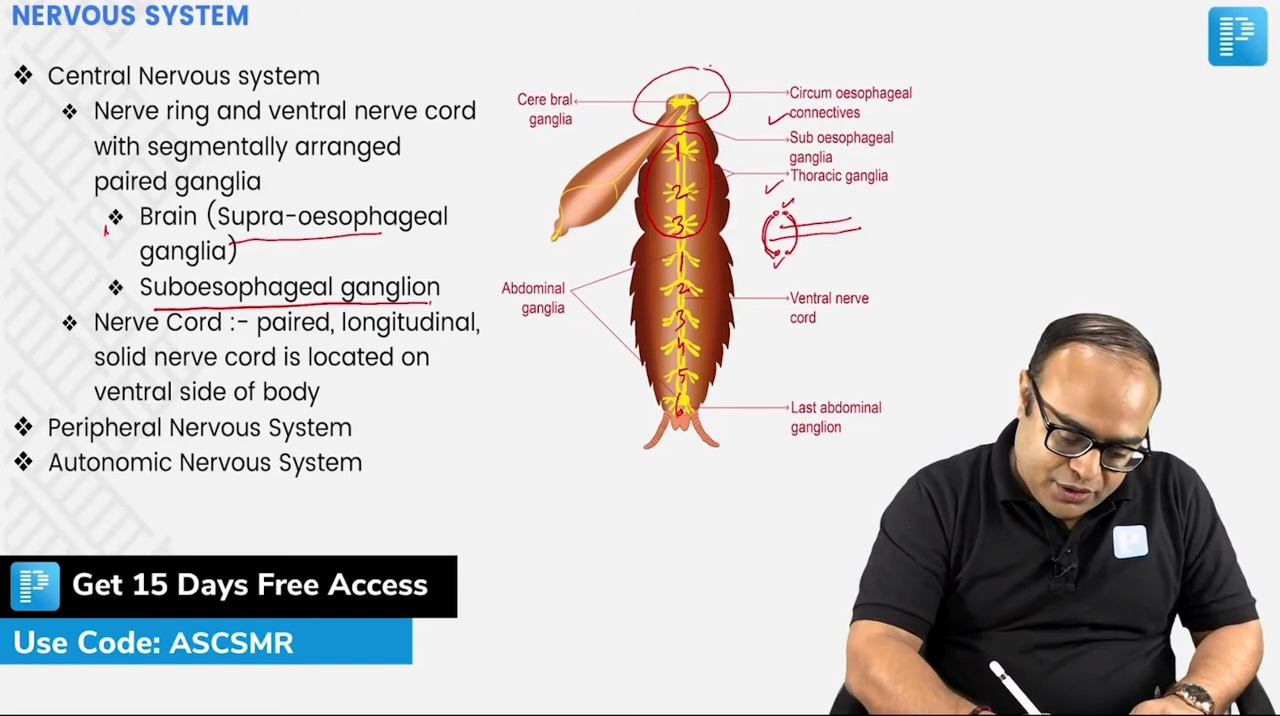 NERVOUS SYSTEM
❖ Central Nervous system
❖ Nerve ring and ventral nerve cord
with segmentally arranged
paired ganglia
❖ Brain (Supra-oesophageal
ganglia)
❖ Suboesophageal ganglion
❖ Nerve Cord :- paired, longitudinal,
solid nerve cord is located on
ventral side of body
❖ Peripheral Nervous System
❖ Autonomic Nervous System
Cere bral
ganglia
Circum oesophageal
connectives
Sub oesophageal
ganglia
Thoracic ganglia
1
2
3
1
2
3
4
5
6
Abdominal
ganglia
Ventral nerve
cord
Last abdominal
ganglion
Get 15 Days Free Access
Use Code: ASCSMR